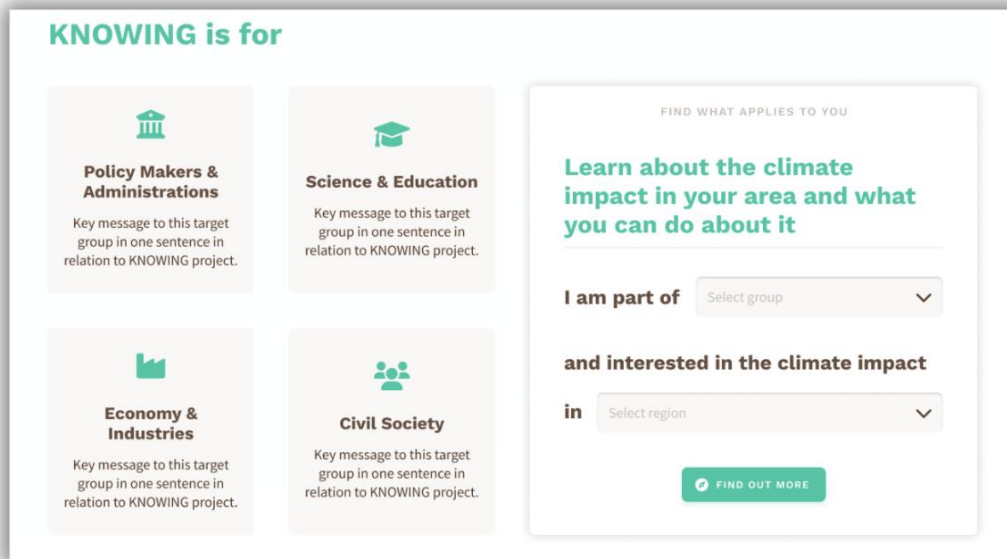 KNOWING is for
Policy Makers &
Administrations
Key message to this target
group in one sentence in
relation to KNOWING project.
Science & Education
Key message to this target
group in one sentence in
relation to KNOWING project.
Economy &
Industries
Key message to this target
group in one sentence in
relation to KNOWING project.
Civil Society
Key message to this target
group in one sentence in
relation to KNOWING project.
FIND WHAT APPLIES TO YOU
Learn about the climate
impact in your area and what
you can do about it
I am part of Select group
and interested in the climate impact
in Select region
FIND OUT MORE